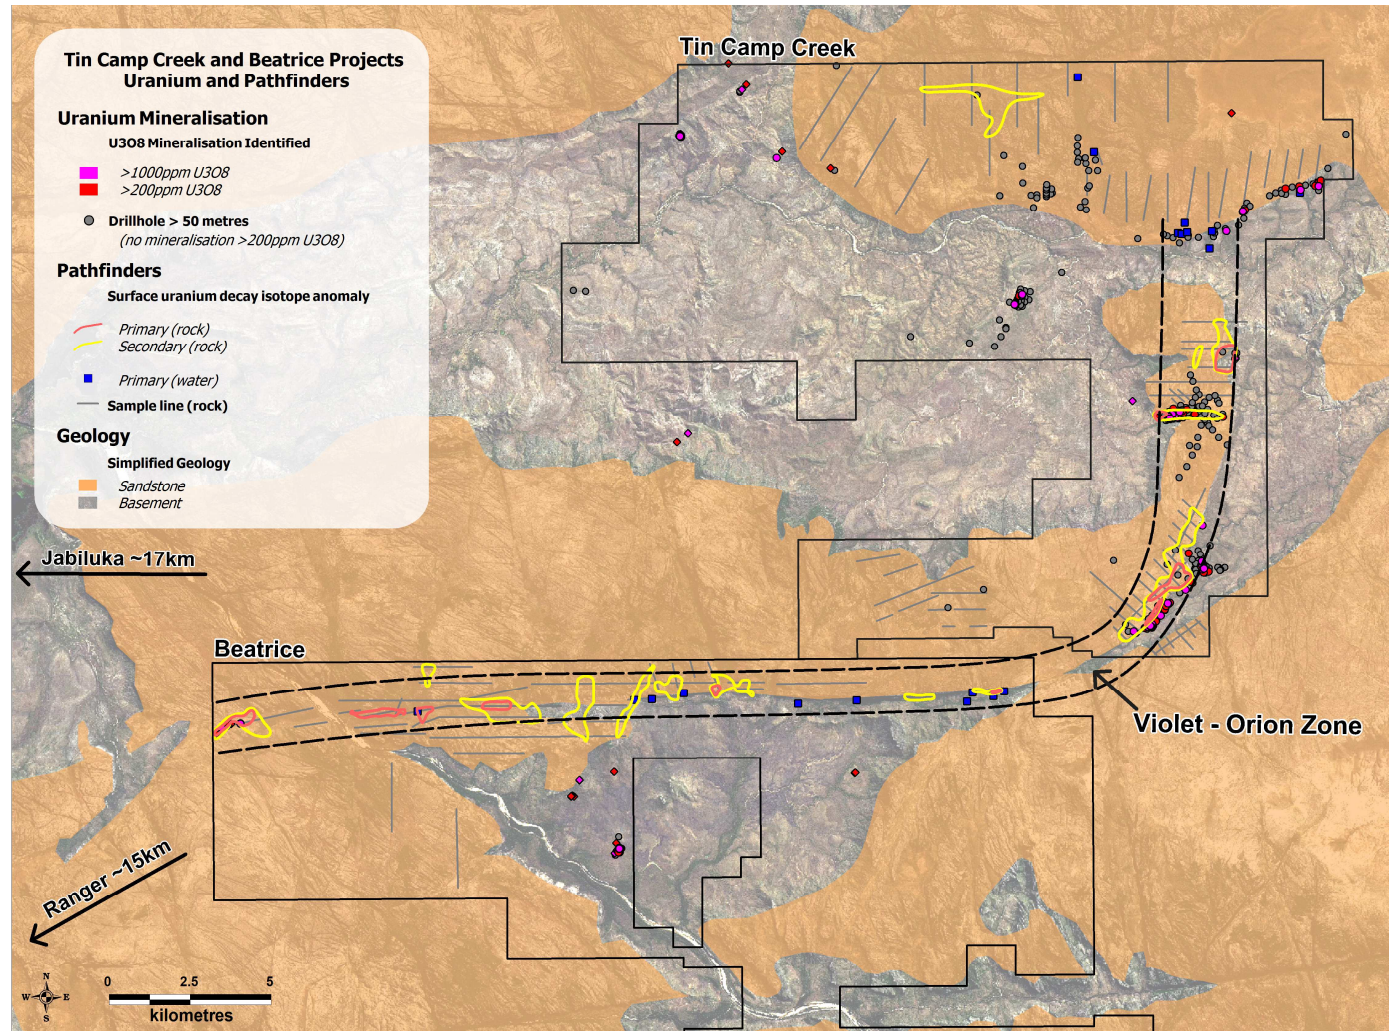 Tin Camp Creek and Beatrice Projects
Uranium and Pathfinders
Uranium Mineralisation
U3O8 Mineralisation Identified
>1000ppm U3O8
>200ppm U3O8
Drillhole > 50 metres
(no mineralisation >200ppm U3O8)
Pathfinders
Surface uranium decay isotope anomaly
Primary (rock)
Secondary (rock)
Primary (water)
Sample line (rock)
Geology
Simplified Geology
Sandstone
Basement
Tin Camp Creek
Jabiluka ~17km
Beatrice
Violet - Orion Zone
Ranger ~15km
N
W E
S
0 2.5 5
kilometres